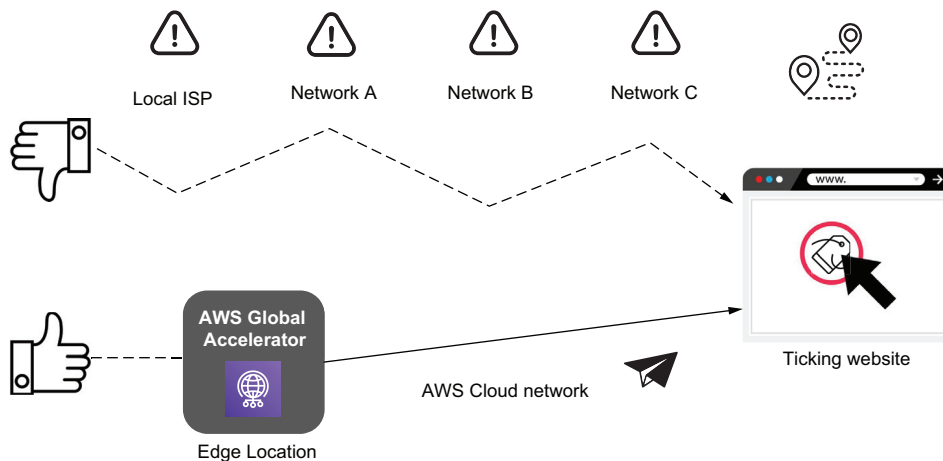 Local ISP
Network A
Network B
Network C
www.
AWS Global
Accelerator
AWS Cloud network
Ticking website
Edge Location